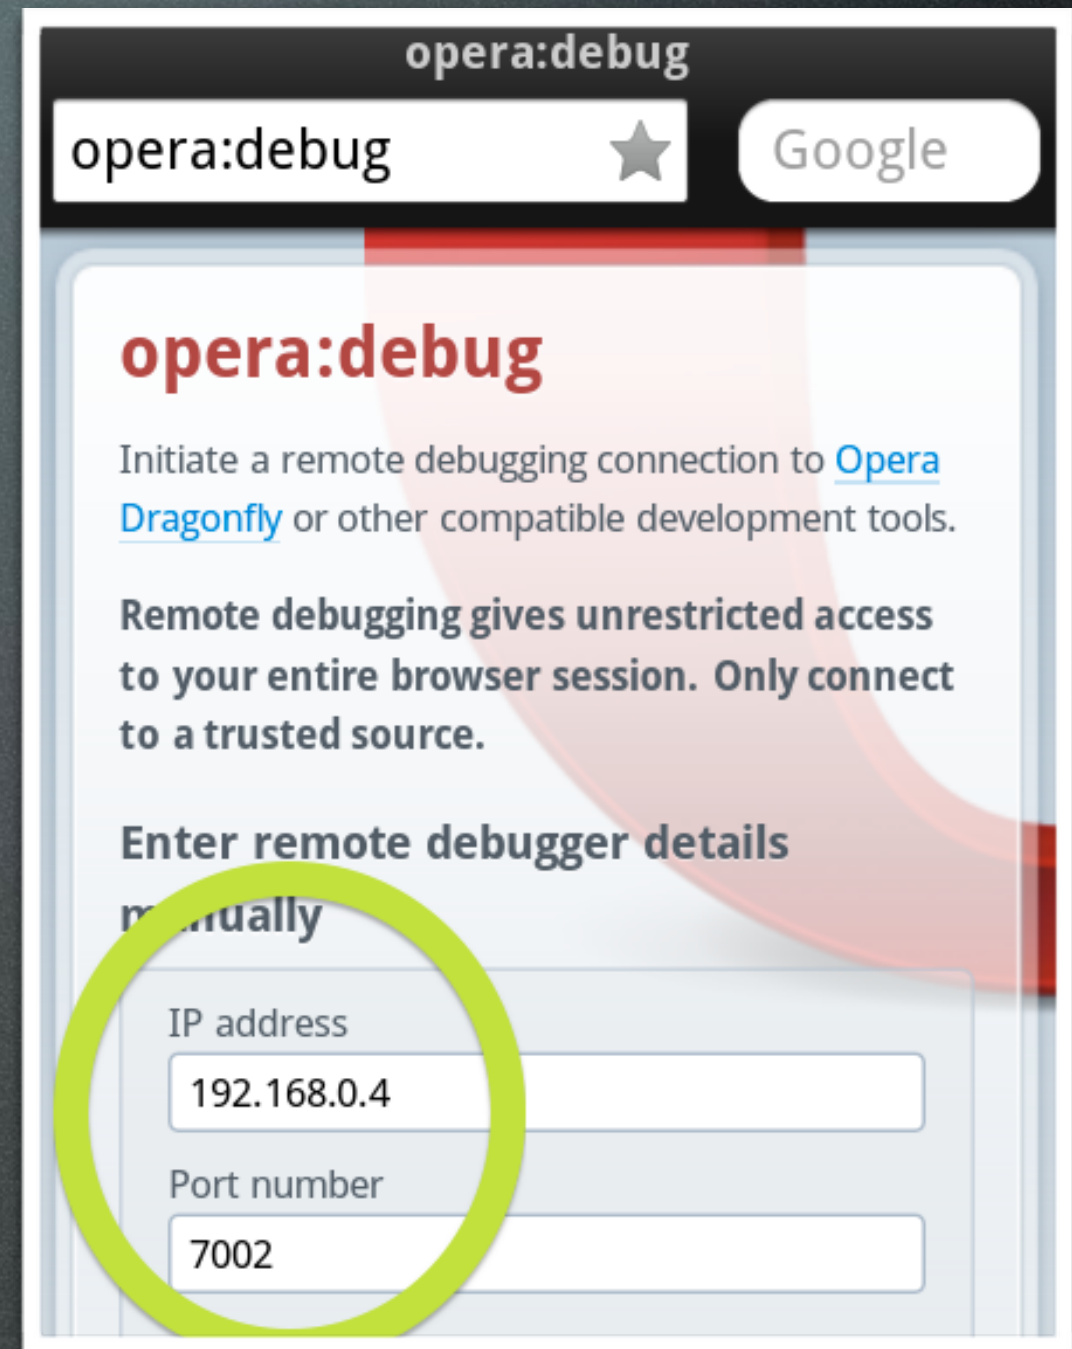 opera:debug
opera:debug
Google
opera:debug
Initiate a remote debugging connection to Opera
Dragonfly or other compatible development tools.
Remote debugging gives unrestricted access
to your entire browser session. Only connect
to a trusted source.
Enter remote debugger details
manually
IP address
192.168.0.4
Port number
7002